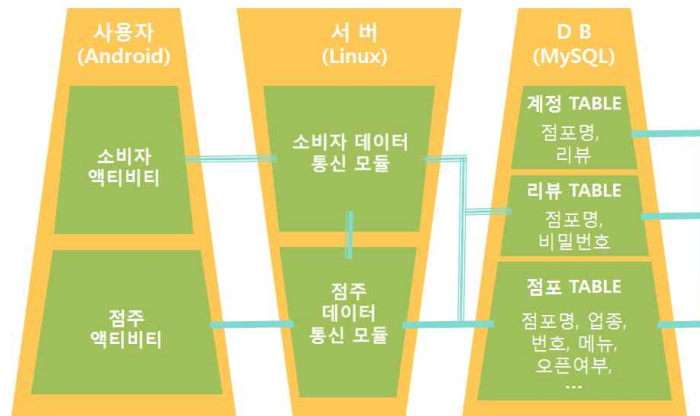 사용자
(Android)
소비자
액티비티
점주
액티비티
서 버
(Linux)
소비자 데이터
통신 모듈
점주
데이터
통신 모듈
D B
(MySQL)
계정 TABLE
점포명,
리뷰
리뷰 TABLE
점포명,
비밀번호
점포 TABLE
점포명, 업종,
번호, 메뉴,
오픈여부,
...